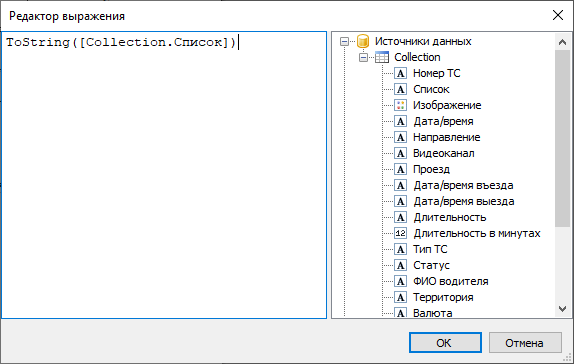 Редактор выражения
ToString([Collection.Список])
Источники данных
Collection
Номер ТС
Список
Изображение
Дата/время
Направление
Видеоканал
Проезд
Дата/время въезда
Дата/время выезда
Длительность
Длительность в минутах
Тип ТС
Статус
ФИО водителя
Территория
Валюта
ОК
Отмена